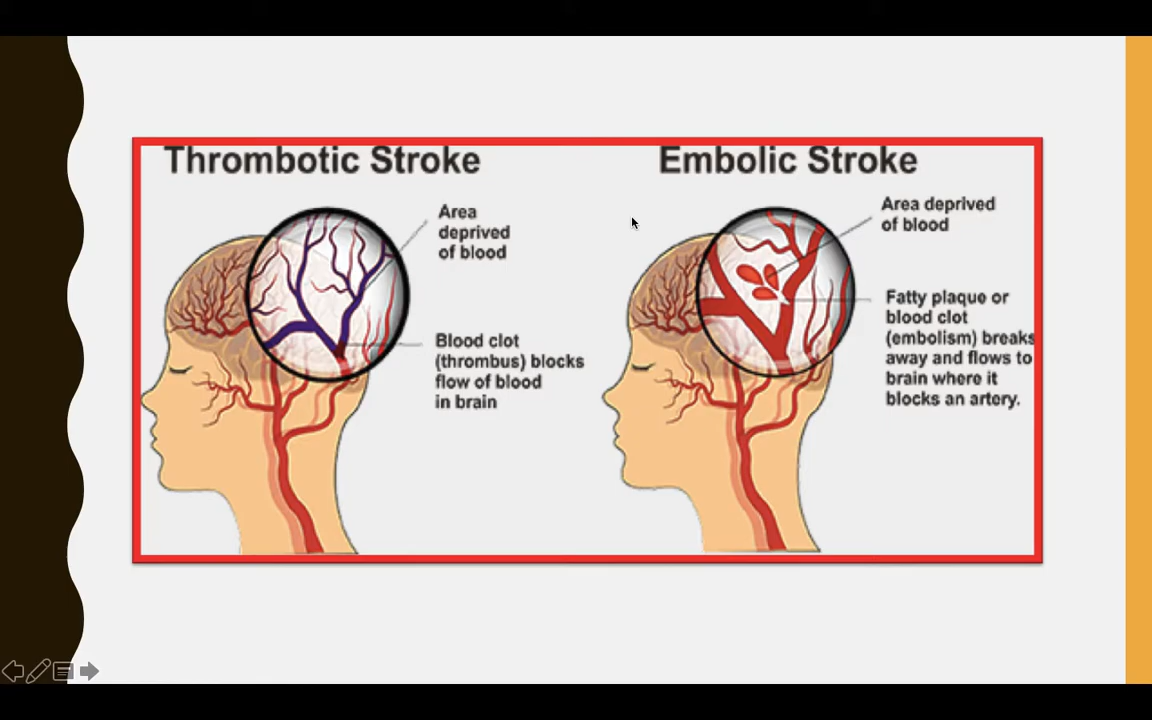 Thrombotic Stroke
Area
deprived
of blood
Blood clot
(thrombus) blocks
flow of blood
in brain
Embolic Stroke
Area deprived
of blood
Fatty plaque or
blood clot
(embolism) breaks
away and flows to
brain where it
blocks an artery.